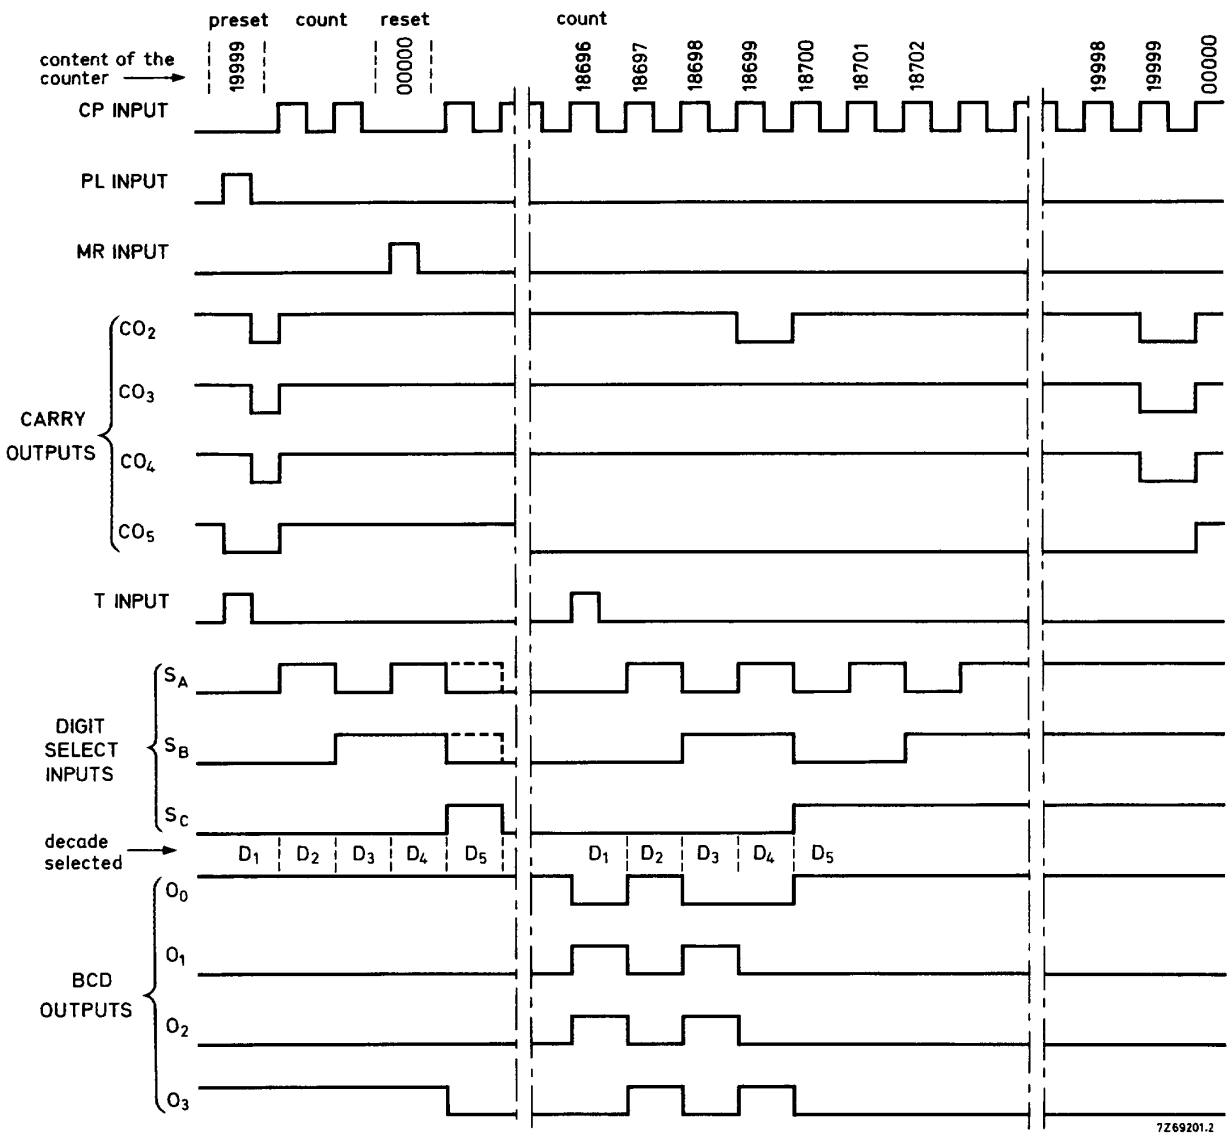 preset count reset count
content of the
counter
19999 00000 18696 18697 18698 18699 18700 18701 18702 19998 19999 00000
CP INPUT
PL INPUT
MR INPUT
CO2
CO3
CARRY
OUTPUTS
CO4
CO5
T INPUT
SA
DIGIT
SELECT
INPUTS
SB
SC
decade
selected
D1 D2 D3 D4 D5 D1 D2 D3 D4 D5
O0
O1
BCD
OUTPUTS
O2
O3
7Z69201.2